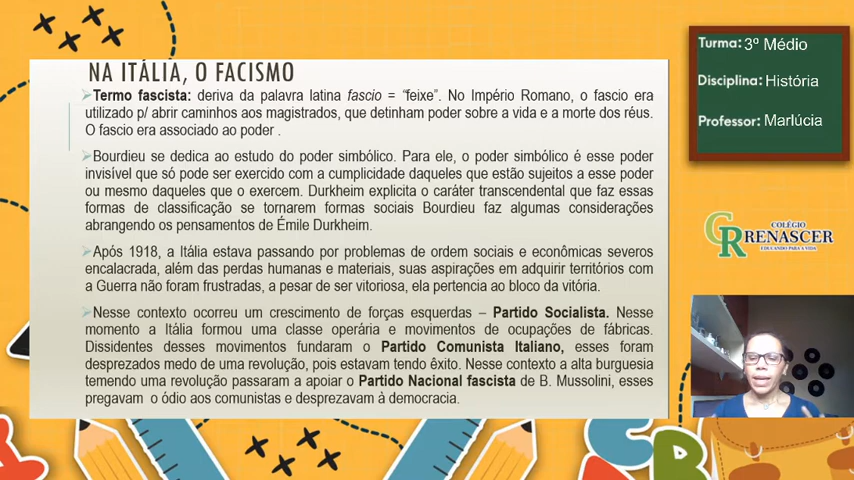 NA ITÁLIA, O FACISMO
Termo fascista: deriva da palavra latina fascio = “feixe”. No Império Romano, o fascio era
utilizado p/ abrir caminhos aos magistrados, que detinham poder sobre a vida e a morte dos réus.
O fascio era associado ao poder .
Bourdieu se dedica ao estudo do poder simbólico. Para ele, o poder simbólico é esse poder
invisível que só pode ser exercido com a cumplicidade daqueles que estão sujeitos a esse poder
ou mesmo daqueles que o exercem. Durkheim explicita o caráter transcendental que faz essas
formas de classificação se tornarem formas sociais Bourdieu faz algumas considerações
abrangendo os pensamentos de Émile Durkheim.
Após 1918, a Itália estava passando por problemas de ordem sociais e econômicas severos
encalacrada, além das perdas humanas e materiais, suas aspirações em adquirir territórios com
a Guerra não foram frustradas, a pesar de ser vitoriosa, ela pertencia ao bloco da vitória.
Nesse contexto ocorreu um crescimento de forças esquerdas – Partido Socialista. Nesse
momento a Itália formou uma classe operária e movimentos de ocupações de fábricas.
Dissidentes desses movimentos fundaram o Partido Comunista Italiano, esses foram
desprezados medo de uma revolução, pois estavam tendo êxito. Nesse contexto a alta burguesia
temendo uma revolução passaram a apoiar o Partido Nacional fascista de B. Mussolini, esses
pregavam o ódio aos comunistas e desprezavam à democracia.
Turma: 3º Médio
Disciplina: História
Professor: Marlúcia
CR
COLÉGIO
RENASCER
EDUCANDO PARA A VIDA